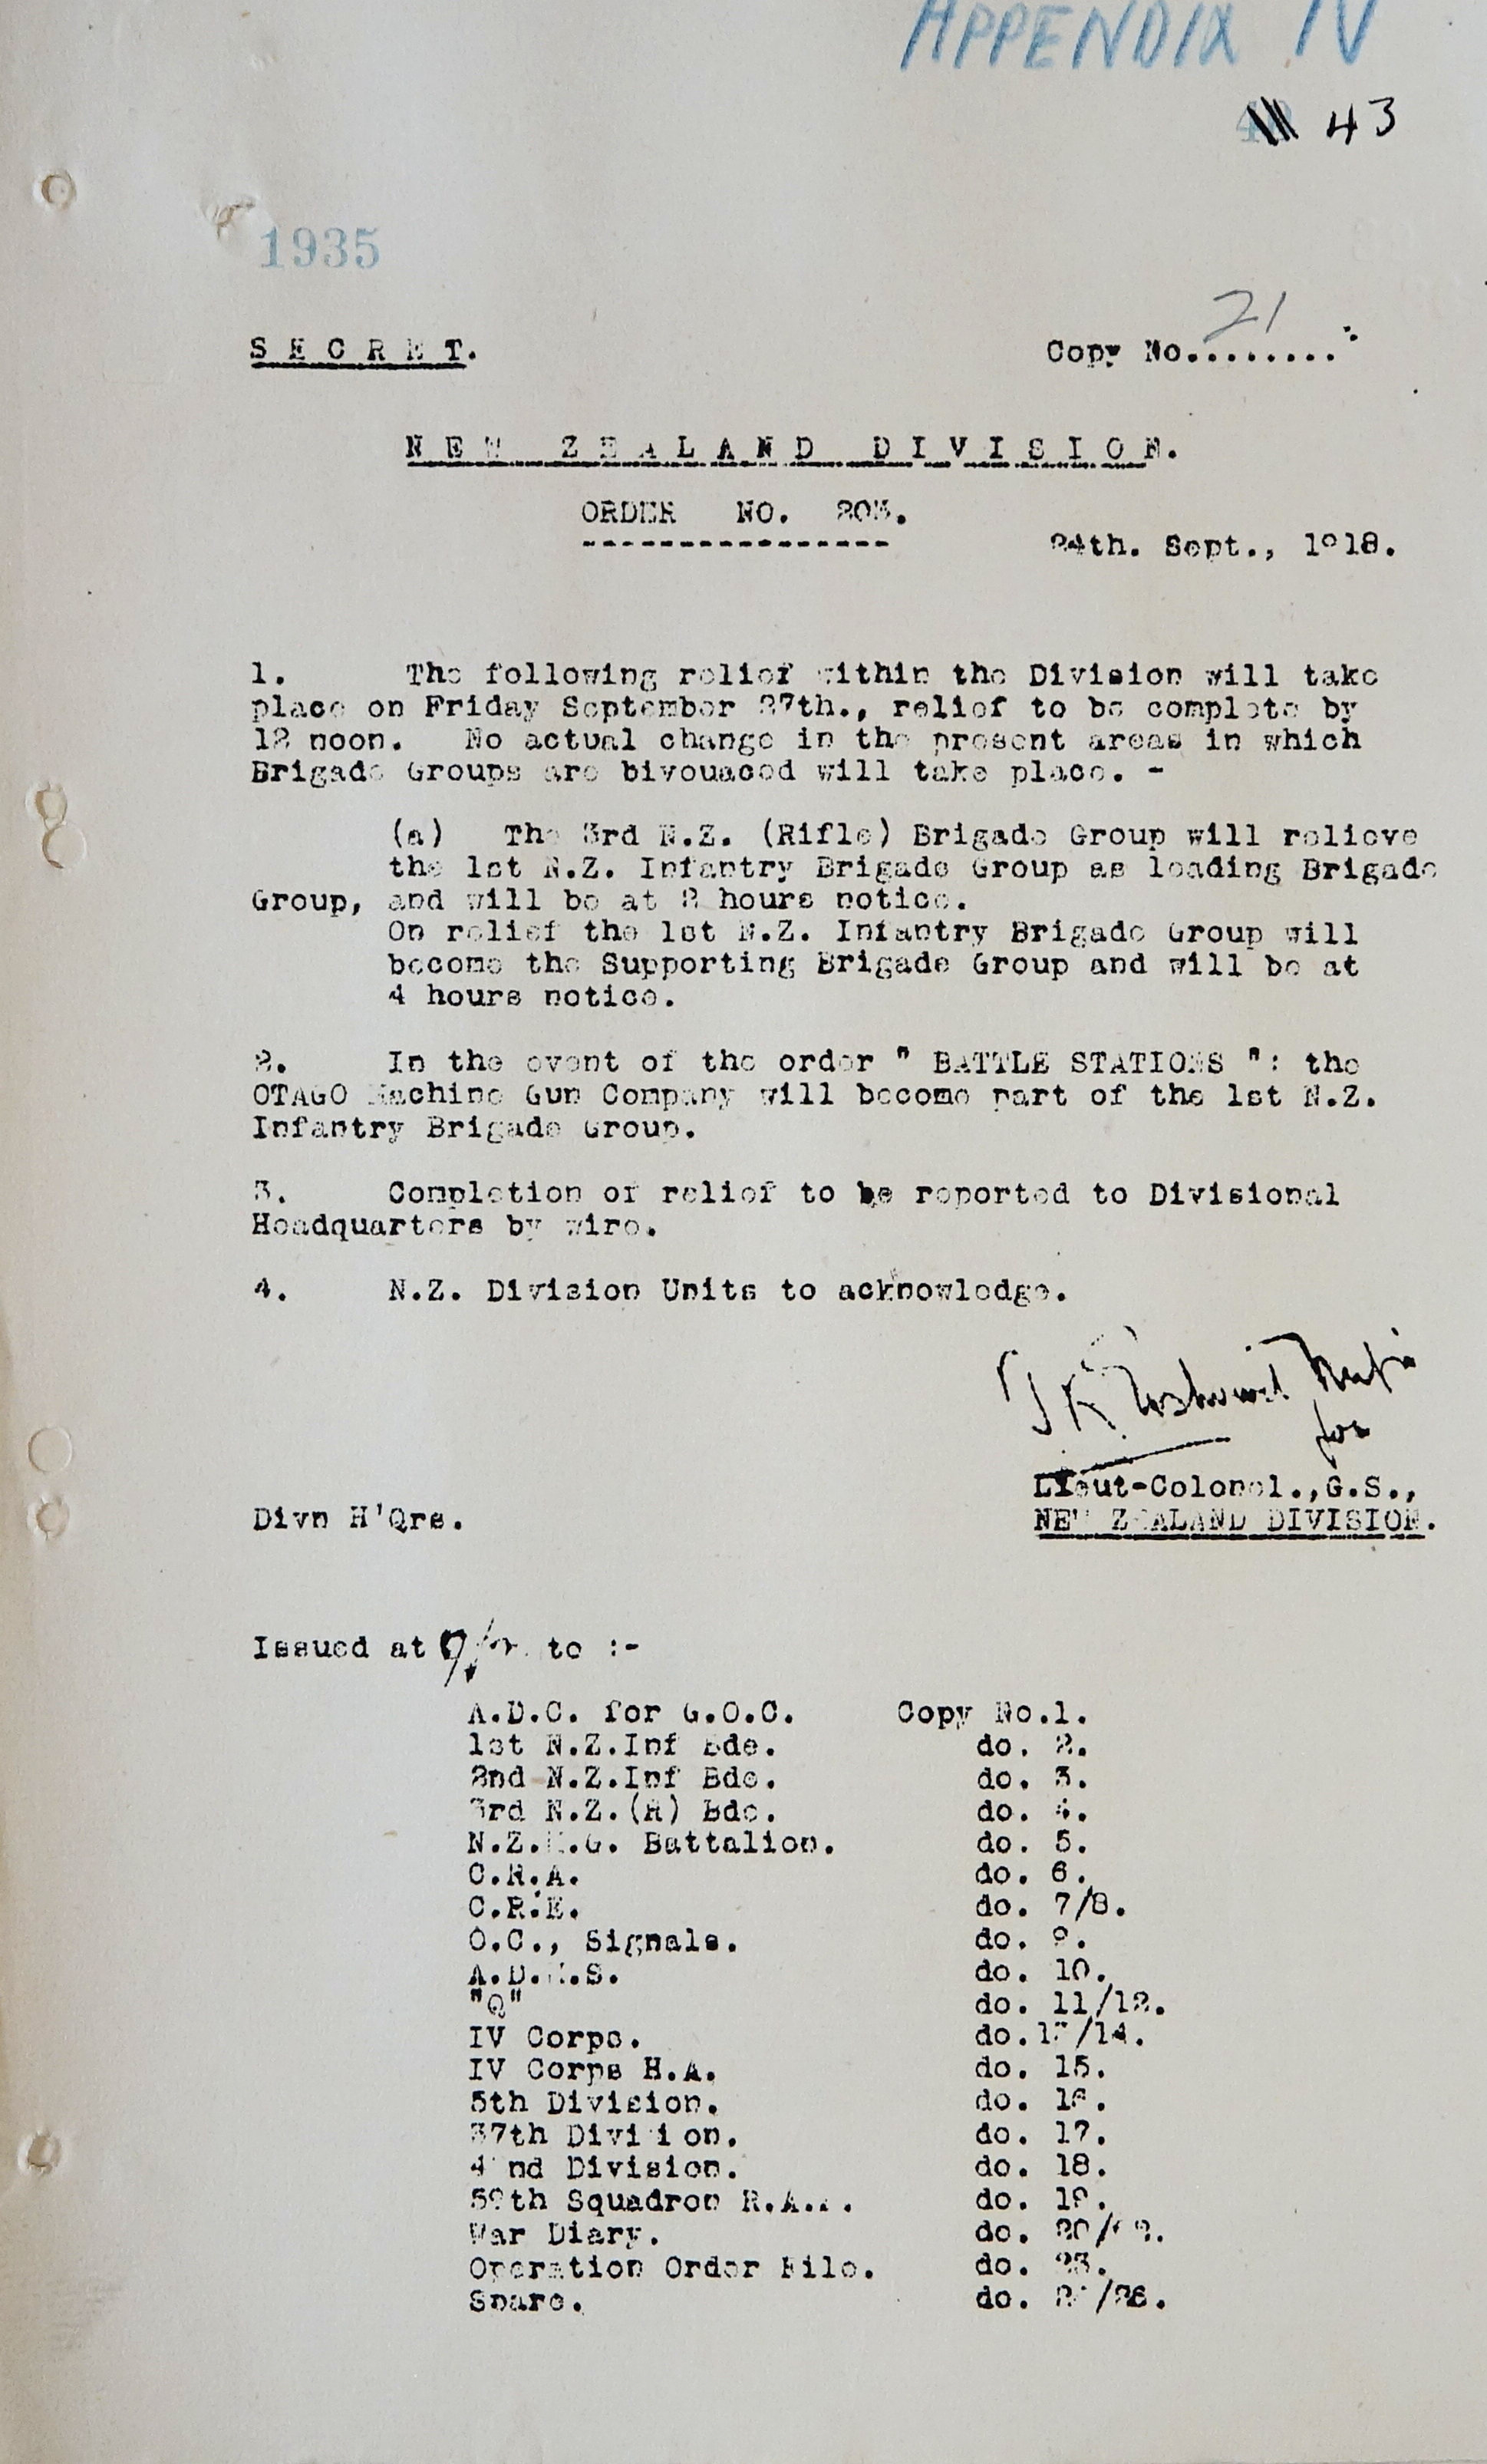 APPENDIX IV
43
1935
SECRET.
21
Copy No........
NEW ZEALAND DIVISION.
ORDER NO. 203.
24th. Sept., 1918.
1. The following relief within the Division will take
place on Friday September 27th., relief to be complete by
12 noon. No actual change in the present areas in which
Brigade Groups are bivouaced will take place. -
(a) The 3rd N.Z. (Rifle) Brigade Group will relieve
the 1st N.Z. Infantry Brigade Group as leading Brigade
Group, and will be at 2 hours notice.
On relief the 1st N.Z. Infantry Brigade Group will
become the Supporting Brigade Group and will be at
4 hours notice.
2. In the event of the order " BATTLE STATIONS ": the
OTAGO Machine Gun Company will become part of the 1st N.Z.
Infantry Brigade Group.
3. Completion of relief to be reported to Divisional
Headquarters by wire.
4. N.Z. Division Units to acknowledge.
for
Lieut-Colonel.,G.S.,
Divn H'Qrs.
NEW ZEALAND DIVISION.
Issued at to :-
A.D.C. for G.O.C. Copy No.1.
1st N.Z.Inf Bde. do. 2.
2nd N.Z.Inf Bde. do. 3.
3rd N.Z.(R) Bde. do. 4.
N.Z.M.G. Battalion. do. 5.
C.R.A. do. 6.
C.R.E. do. 7/8.
O.C., Signals. do. 9.
A.D.M.S. do. 10.
"Q" do. 11/12.
IV Corps. do.13/14.
IV Corps H.A. do. 15.
5th Division. do. 16.
37th Division. do. 17.
42nd Division. do. 18.
59th Squadron R.A.F. do. 19.
War Diary. do. 20/22.
Operation Order File. do. 23.
Spare. do. 24/26.